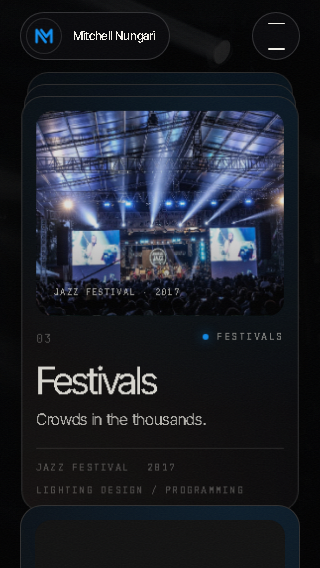 Mitchell Nungari
JAZZ FESTIVAL · 2017
03
FESTIVALS
Festivals
Crowds in the thousands.
JAZZ FESTIVAL 2017
LIGHTING DESIGN / PROGRAMMING